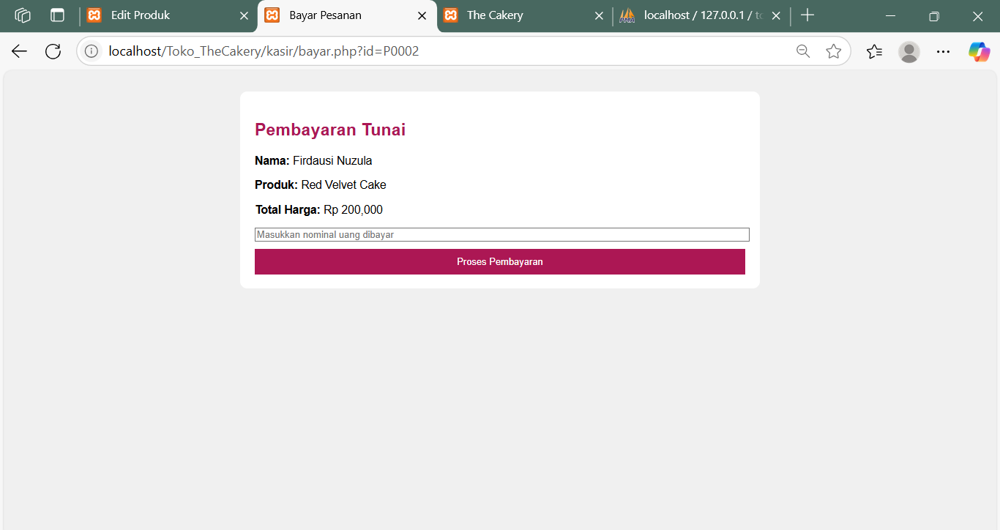 Edit Produk
Bayar Pesanan
The Cakery
localhost / 127.0.0.1 /
localhost/Toko_TheCakery/kasir/bayar.php?id=P0002
Pembayaran Tunai
Nama: Firdausi Nuzula
Produk: Red Velvet Cake
Total Harga: Rp 200,000
Masukkan nominal uang dibayar
Proses Pembayaran